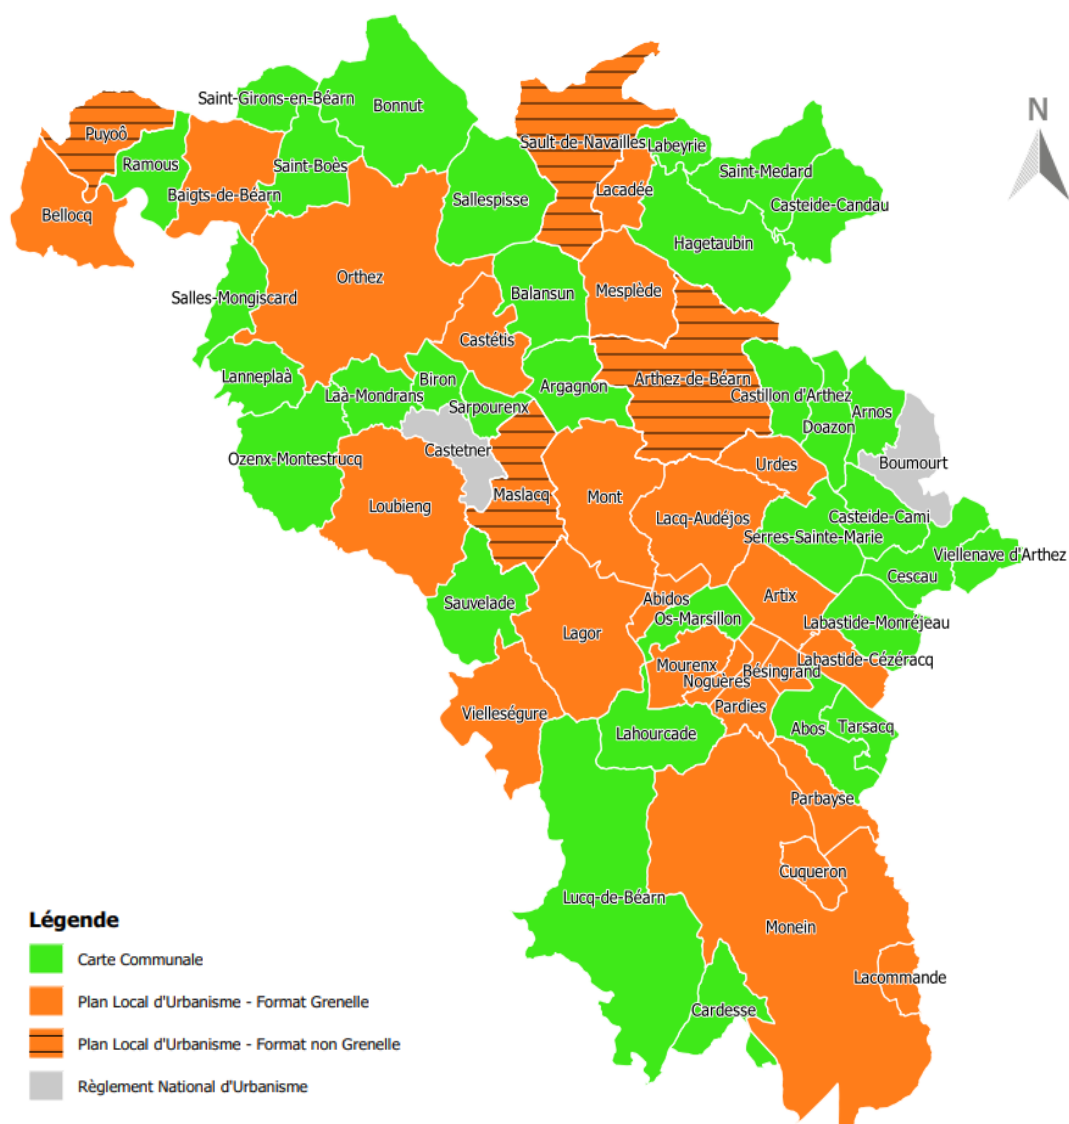 Saint-Girons-en-Béarn
Bonnut
N
Puyoô
Sault-de-Navailles
Labeyrie
Ramous
Saint-Boès
Saint-Medard
Baigts-de-Béarn
Lacadée
Sallespisse
Casteide-Candau
Bellocq
Hagetaubin
Orthez
Salles-Mongiscard
Balansun
Mesplède
Castétis
Lanneplaà
Biron
Argagnon
Arthez-de-Béarn
Laà-Mondrans
Castillon d'Arthez
Sarpourenx
Arnos
Doazon
Castetner
Ozenx-Montestrucq
Boumourt
Urdes
Maslacq
Mont
Loubieng
Lacq-Audéjos
Casteide-Cami
Serres-Sainte-Marie
Viellenave d'Arthez
Cescau
Artix
Abidos
Sauvelade
Os-Marsillon
Labastide-Monréjeau
Lagor
Labastide-Cézéracq
Mourenx
Bésingrand
Noguères
Pardies
Vielleségure
Abos
Tarsacq
Lahourcade
Parbayse
Cuqueron
Lucq-de-Béarn
Monein
Lacommande
Cardesse
Légende
Carte Communale
Plan Local d'Urbanisme - Format Grenelle
Plan Local d'Urbanisme - Format non Grenelle
Règlement National d'Urbanisme